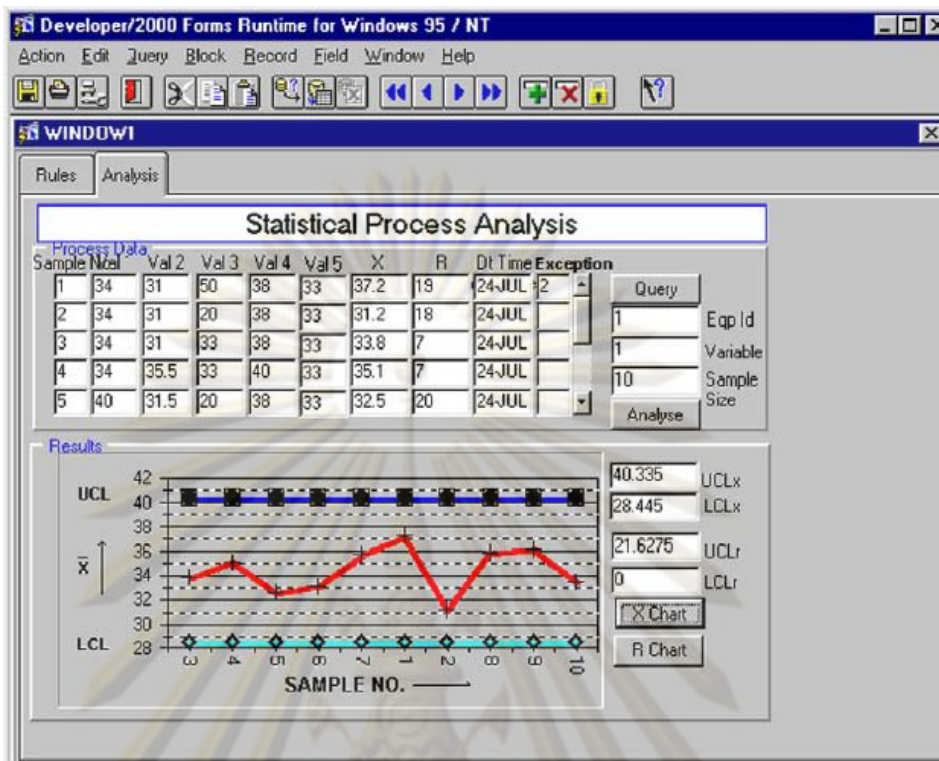 Developer/2000 Forms Runtime for Windows 95 / NT
Action Edit Query Block Record Field Window Help
WINDOW1
Rules Analysis
Statistical Process Analysis
Process Data
Sample Val 2 Val 3 Val 4 Val 5 X R Dt Time Exception
1 34 31 50 38 33 37.2 19 24-JUL 2
2 34 31 20 38 33 31.2 18 24-JUL
3 34 31 33 38 33 33.8 7 24-JUL
4 34 35.5 33 40 33 35.1 7 24-JUL
5 40 31.5 20 38 33 32.5 20 24-JUL
Query
1 Eqp Id
1 Variable
10 Sample Size
Analyse
Results
UCL
X
LCL
42
40
38
36
34
32
30
28
3 4 5 6 7 1 2 8 9 10
SAMPLE NO.
40.335 UCLx
28.445 LCLx
21.6275 UCLr
0 LCLr
X Chart
R Chart